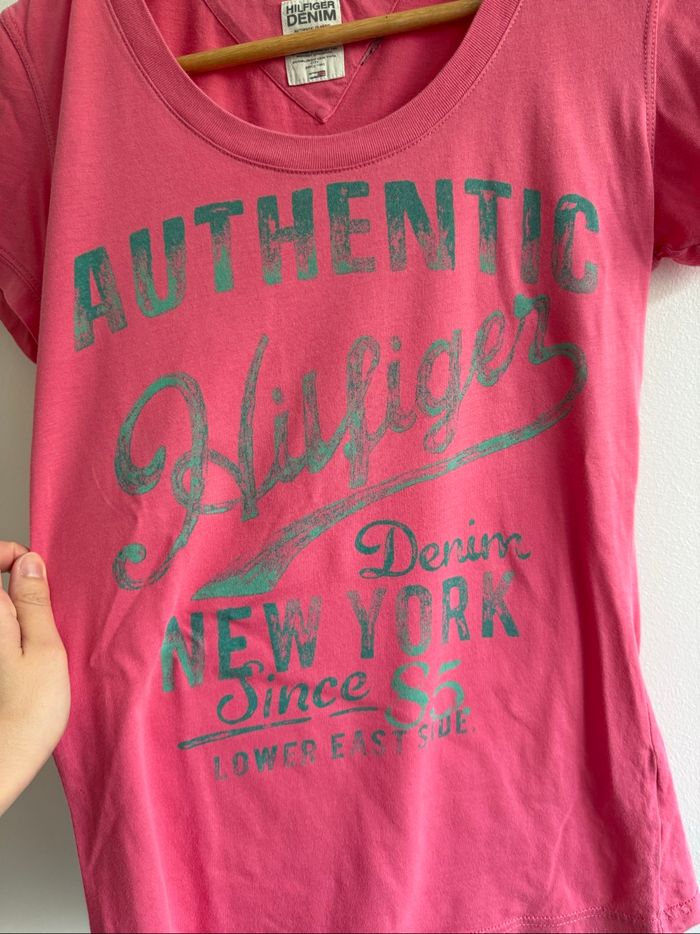 HILFIGER
DENIM
AUTHENTIC
Hilfiger
Denim
NEW YORK
Since 85
LOWER EAST SIDE.